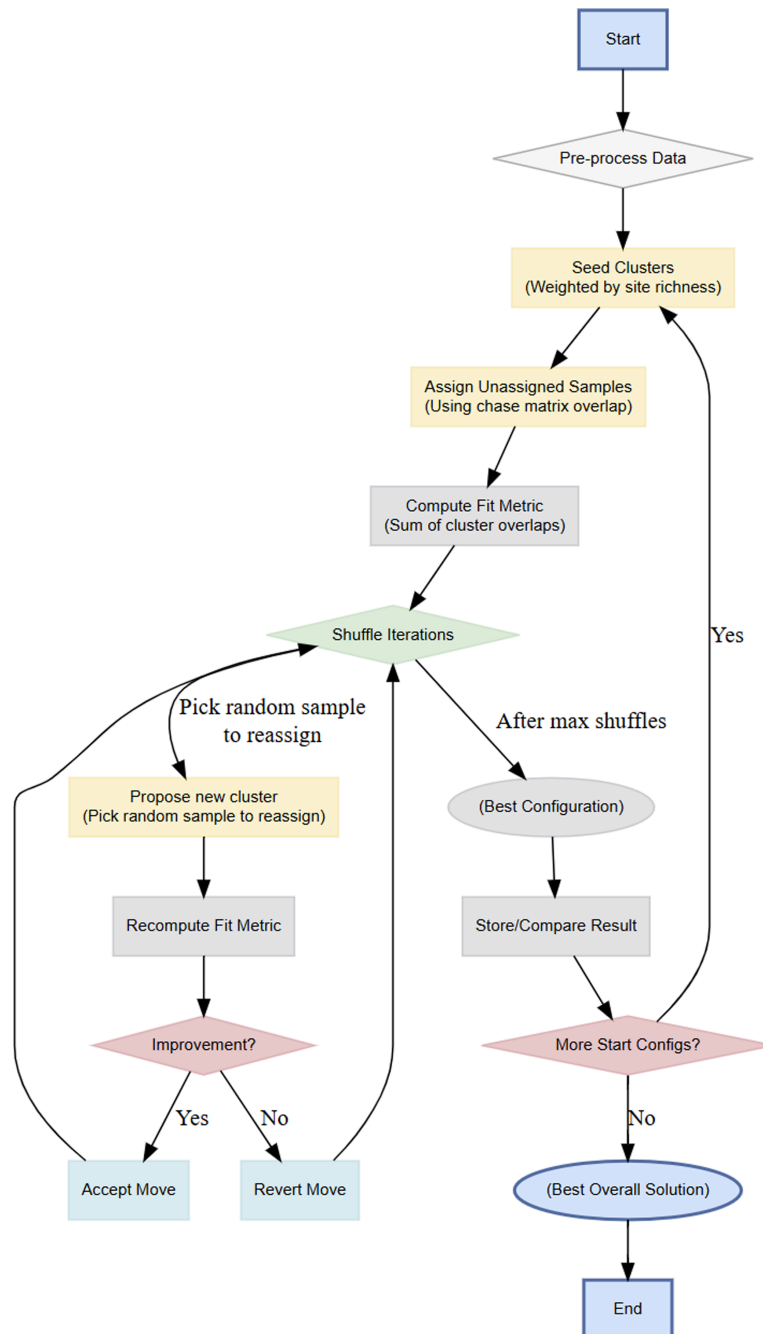 Start
Pre-process Data
Seed Clusters
(Weighted by site richness)
Assign Unassigned Samples
(Using chase matrix overlap)
Compute Fit Metric
(Sum of cluster overlaps)
Shuffle Iterations
Yes
Pick random sample
to reassign
After max shuffles
Propose new cluster
(Pick random sample to reassign)
(Best Configuration)
Recompute Fit Metric
Store/Compare Result
Improvement?
More Start Configs?
Yes
No
No
Accept Move
Revert Move
(Best Overall Solution)
End